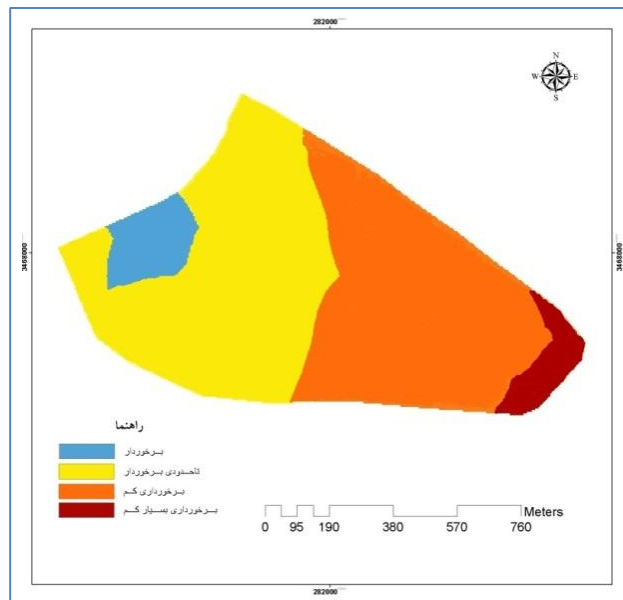 282000
N
W E
S
3468000 3468000
راهنما
برخوردار
تاحدودی برخوردار
برخورداری کم
برخورداری بسیار کم
Meters
0 95 190 380 570 760
282000